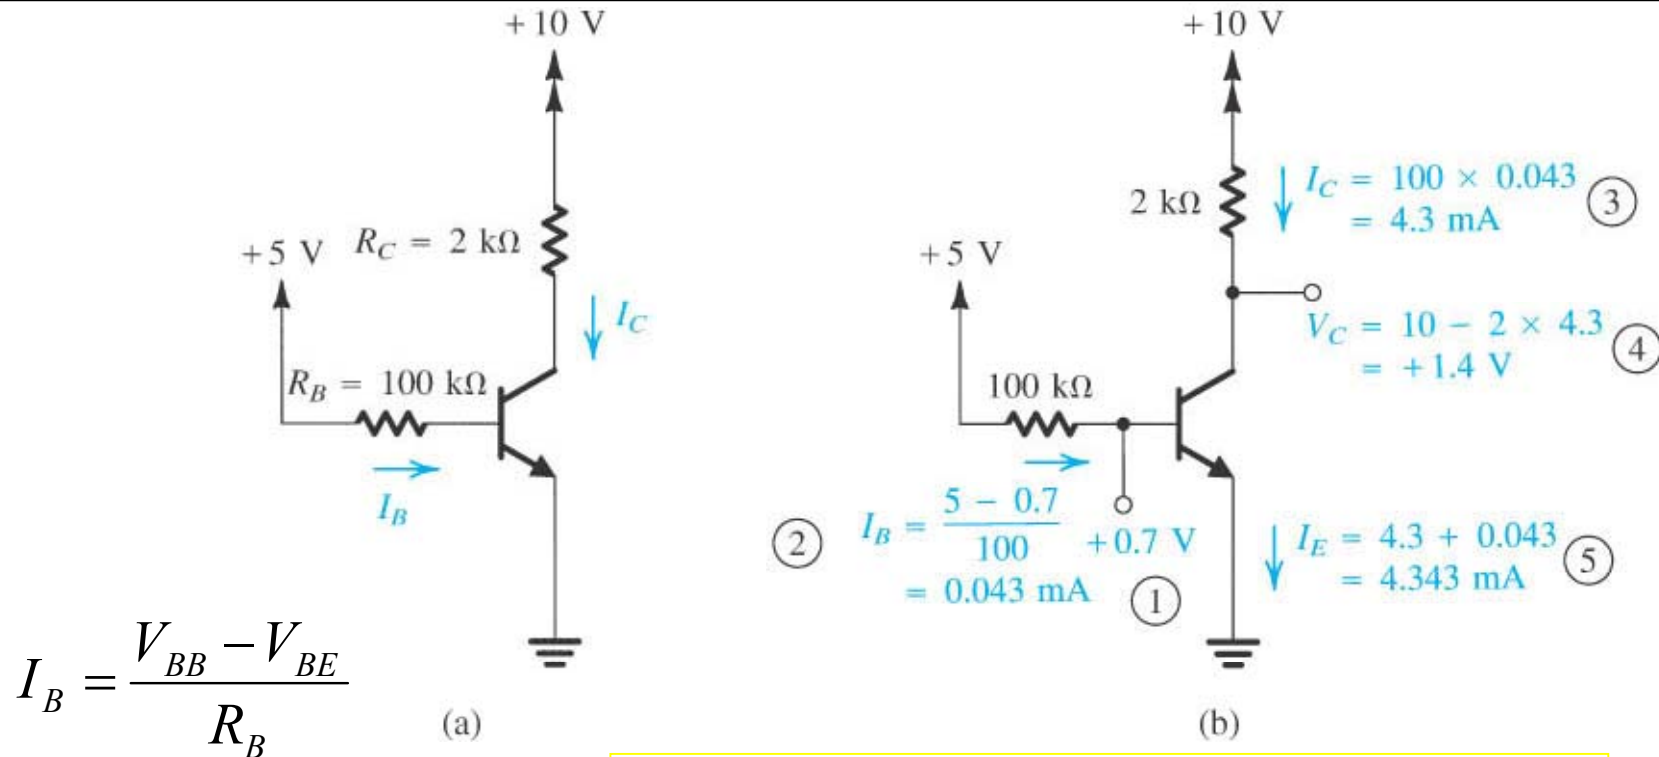 +10 V
+5 V
R_C = 2 kΩ
I_C
R_B = 100 kΩ
I_B
I_B = (V_BB − V_BE) / R_B
(a)
+10 V
2 kΩ
I_C = 100 × 0.043
= 4.3 mA
3
+5 V
V_C = 10 − 2 × 4.3
= +1.4 V
4
100 kΩ
2
I_B = (5 − 0.7) / 100
= 0.043 mA
+0.7 V
1
I_E = 4.3 + 0.043
= 4.343 mA
5
(b)